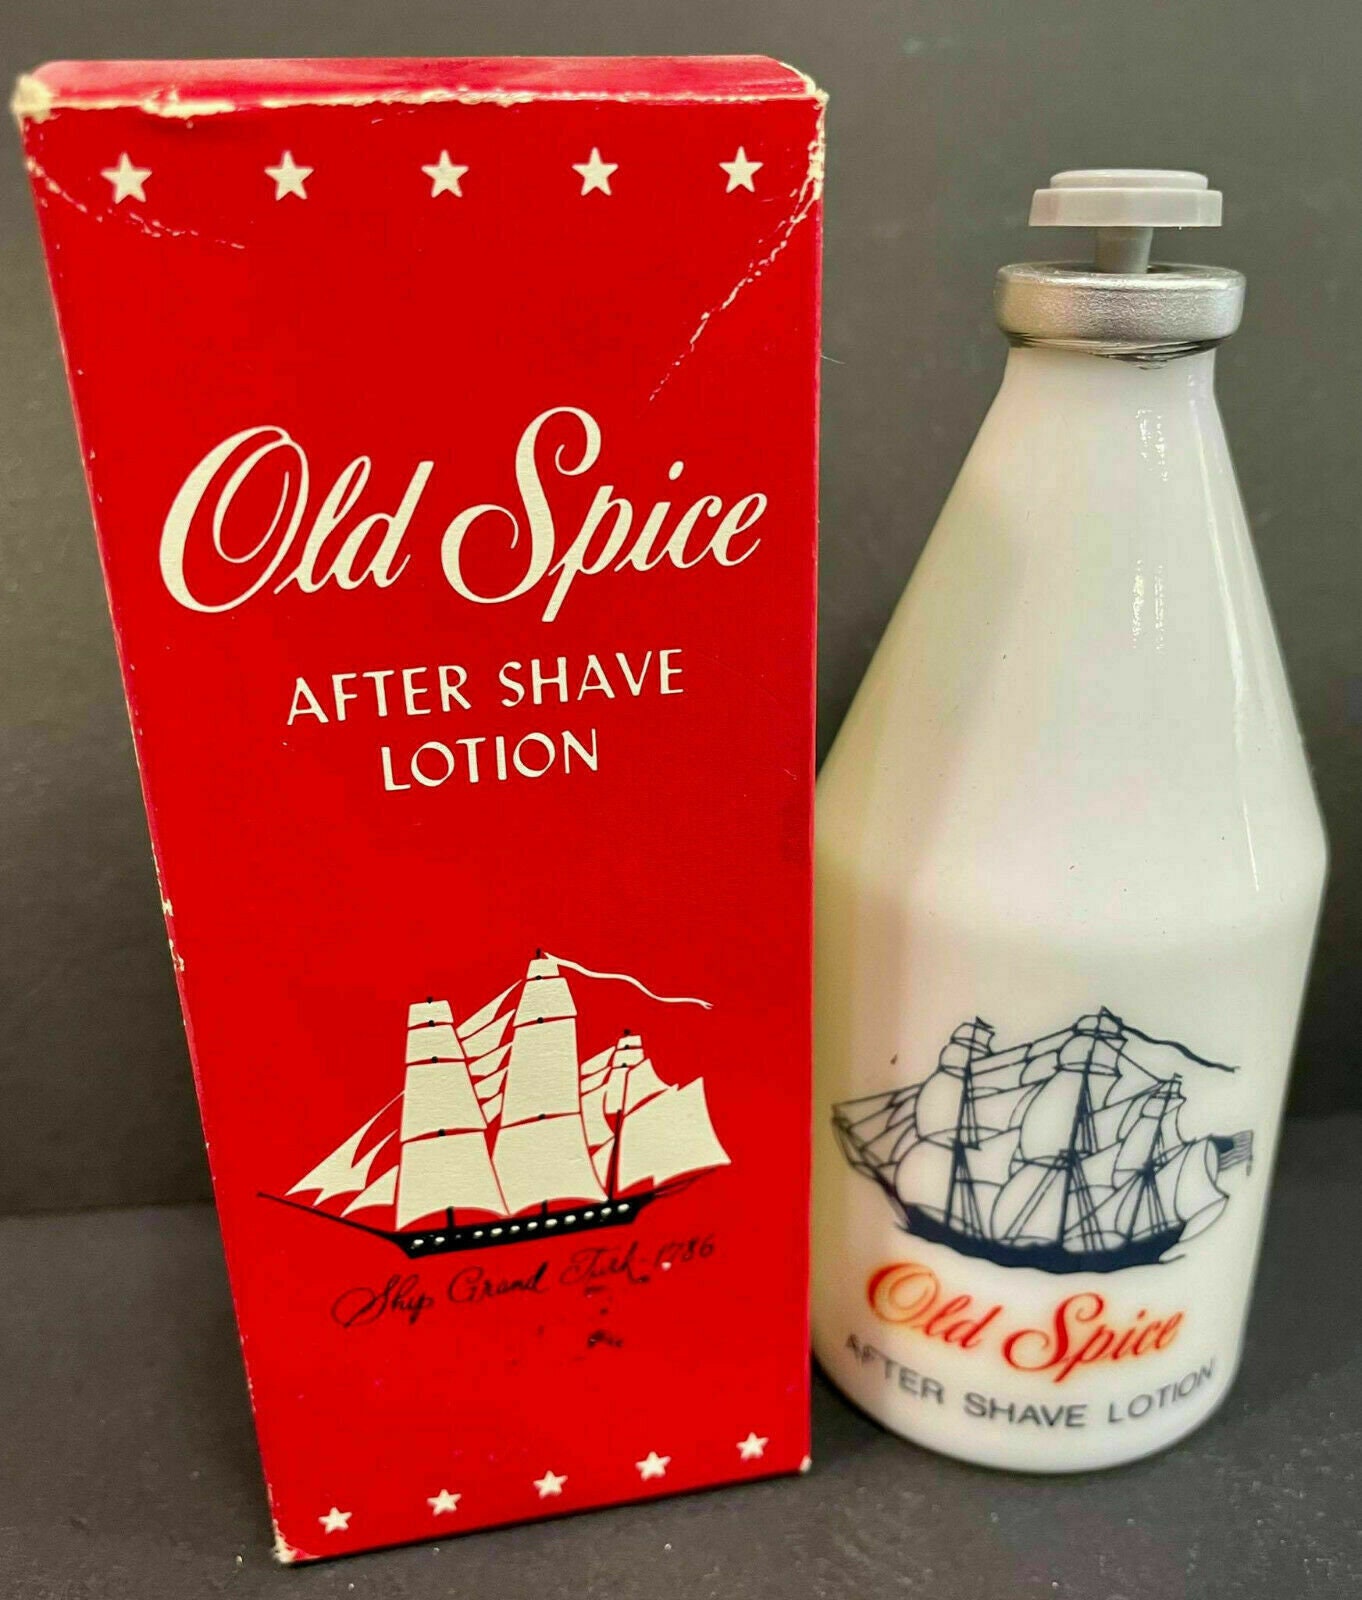 Old Spice
AFTER SHAVE
LOTION
Ship Grand Turk-1786
Old Spice
AFTER SHAVE LOTION